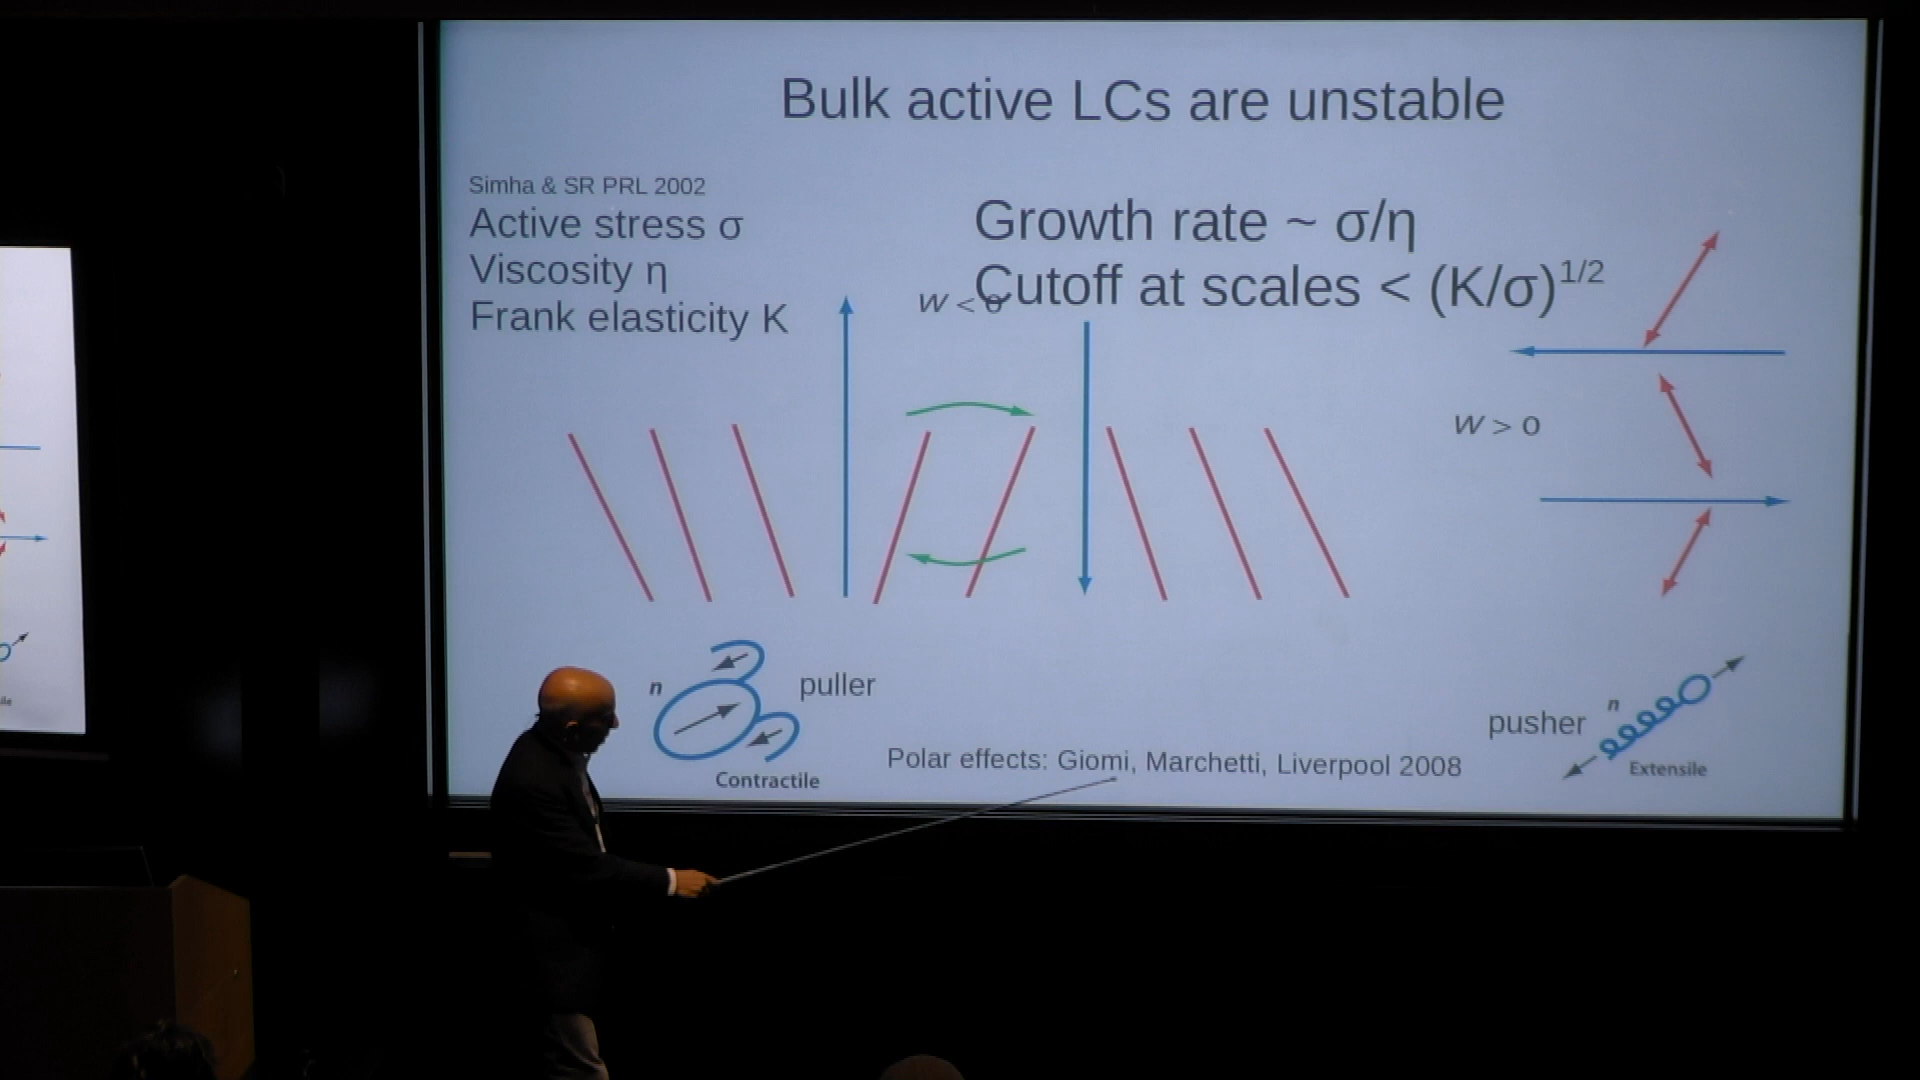 Bulk active LCs are unstable
Simha & SR PRL 2002
Active stress σ
Viscosity η
Frank elasticity K
Growth rate ~ σ/η
Cutoff at scales < (K/σ)^1/2
w < 0
w > 0
n
puller
Contractile
Polar effects: Giomi, Marchetti, Liverpool 2008
pusher
n
Extensile